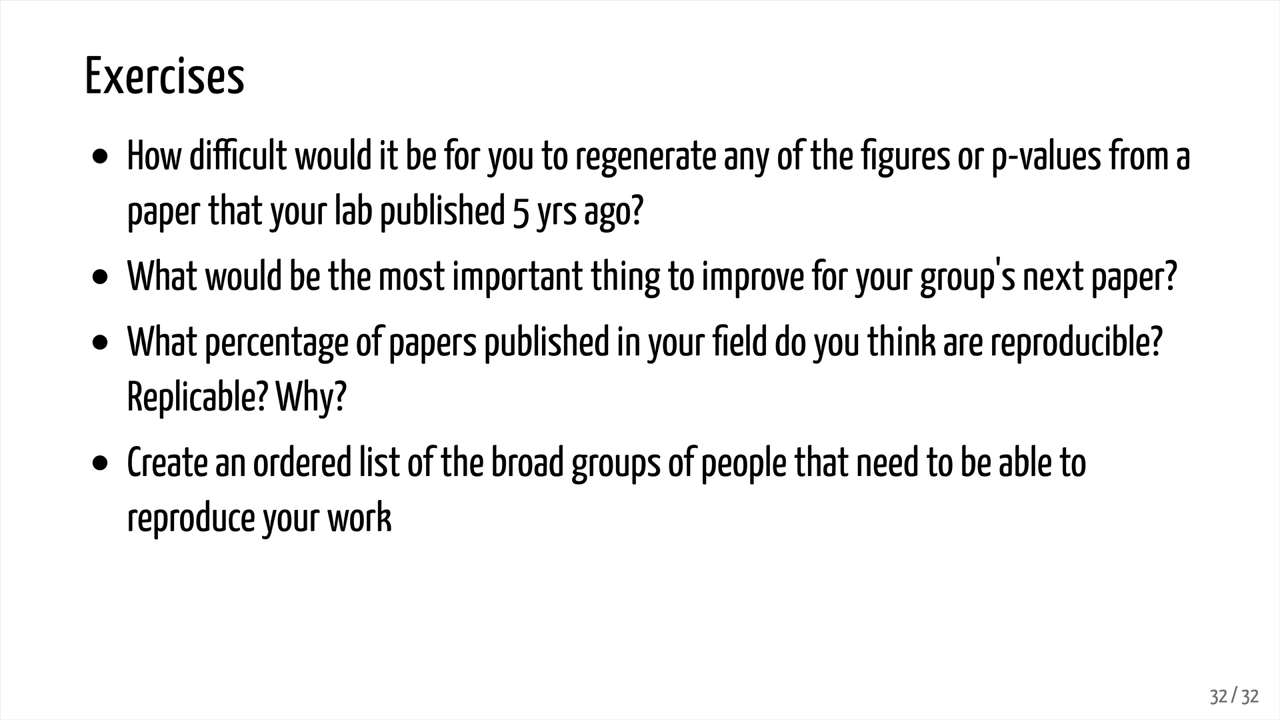 Exercises
• How difficult would it be for you to regenerate any of the figures or p-values from a
paper that your lab published 5 yrs ago?
• What would be the most important thing to improve for your group's next paper?
• What percentage of papers published in your field do you think are reproducible?
Replicable? Why?
• Create an ordered list of the broad groups of people that need to be able to
reproduce your work
32 / 32